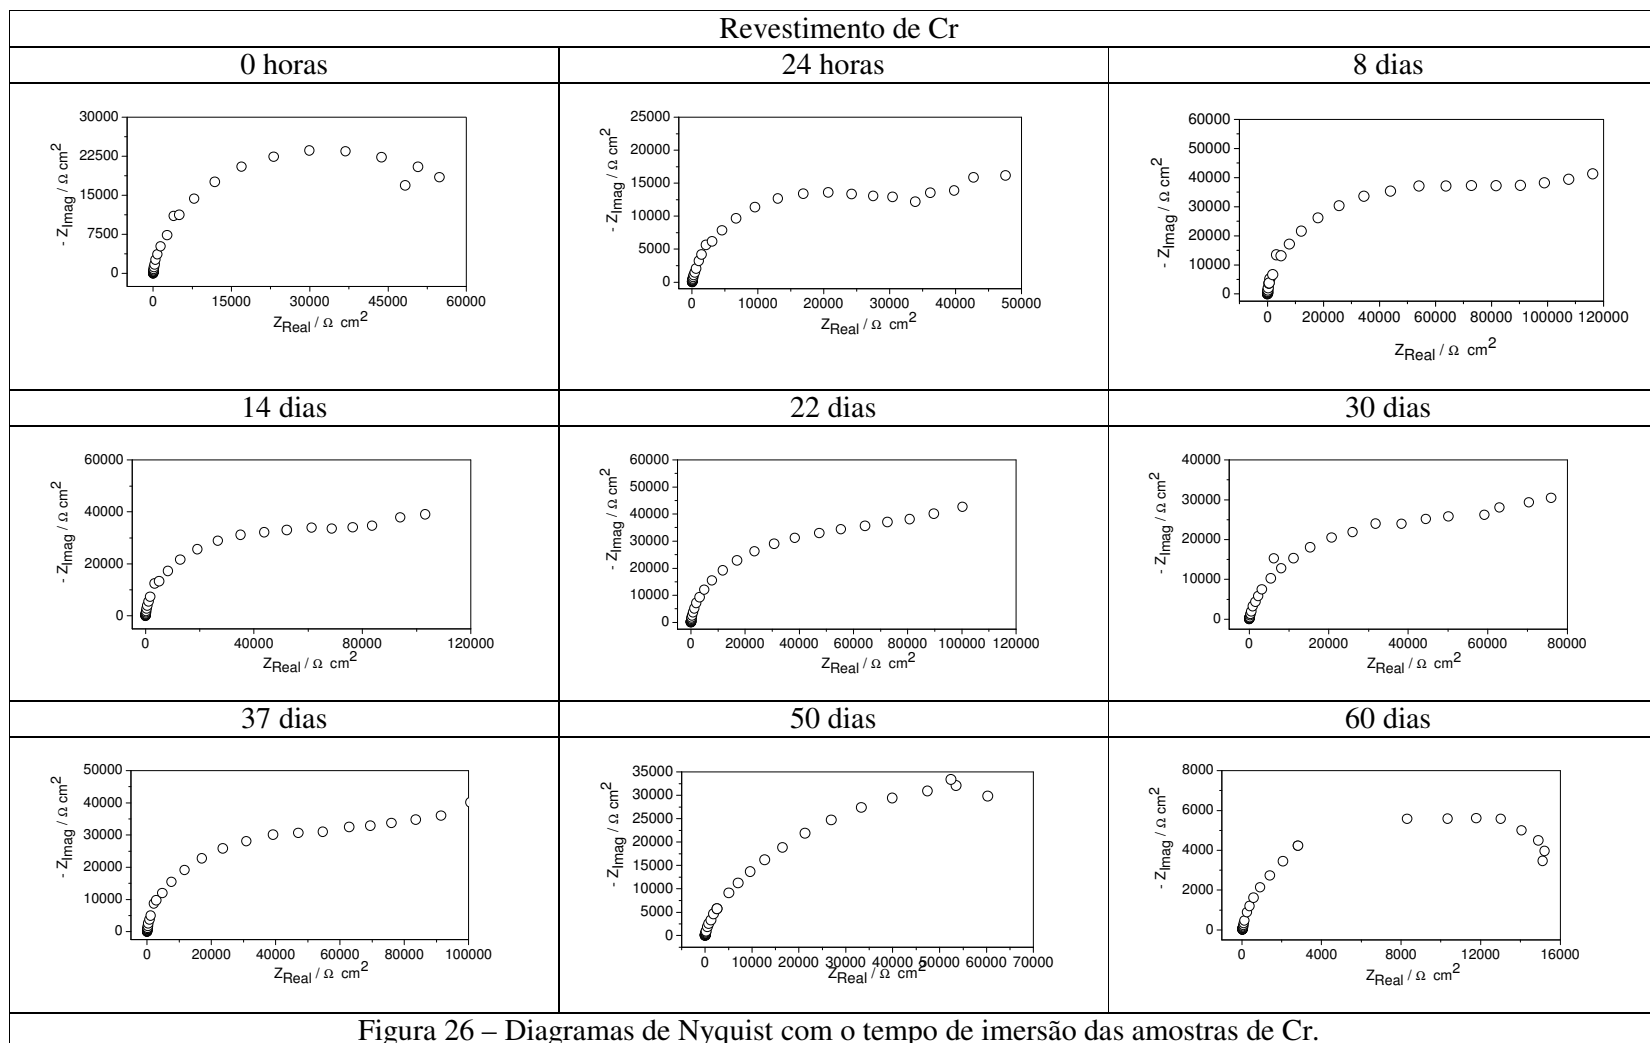 Revestimento de Cr
0 horas 24 horas 8 dias
30000
22500
15000
7500
0
- Z_Imag / Ω cm²
0 15000 30000 45000 60000
Z_Real / Ω cm²
25000
20000
15000
10000
5000
0
- Z_Imag / Ω cm²
0 10000 20000 30000 40000 50000
Z_Real / Ω cm²
60000
50000
40000
30000
20000
10000
0
- Z_Imag / Ω cm²
0 20000 40000 60000 80000 100000 120000
Z_Real / Ω cm²
14 dias 22 dias 30 dias
60000
40000
20000
0
- Z_Imag / Ω cm²
0 40000 80000 120000
Z_Real / Ω cm²
60000
50000
40000
30000
20000
10000
0
- Z_Imag / Ω cm²
0 20000 40000 60000 80000 100000 120000
Z_Real / Ω cm²
40000
30000
20000
10000
0
- Z_Imag / Ω cm²
0 20000 40000 60000 80000
Z_Real / Ω cm²
37 dias 50 dias 60 dias
50000
40000
30000
20000
10000
0
- Z_Imag / Ω cm²
0 20000 40000 60000 80000 100000
Z_Real / Ω cm²
35000
30000
25000
20000
15000
10000
5000
0
- Z_Imag / Ω cm²
0 10000 20000 30000 40000 50000 60000 70000
Z_Real / Ω cm²
8000
6000
4000
2000
0
- Z_Imag / Ω cm²
0 4000 8000 12000 16000
Z_Real / Ω cm²
Figura 26 – Diagramas de Nyquist com o tempo de imersão das amostras de Cr.